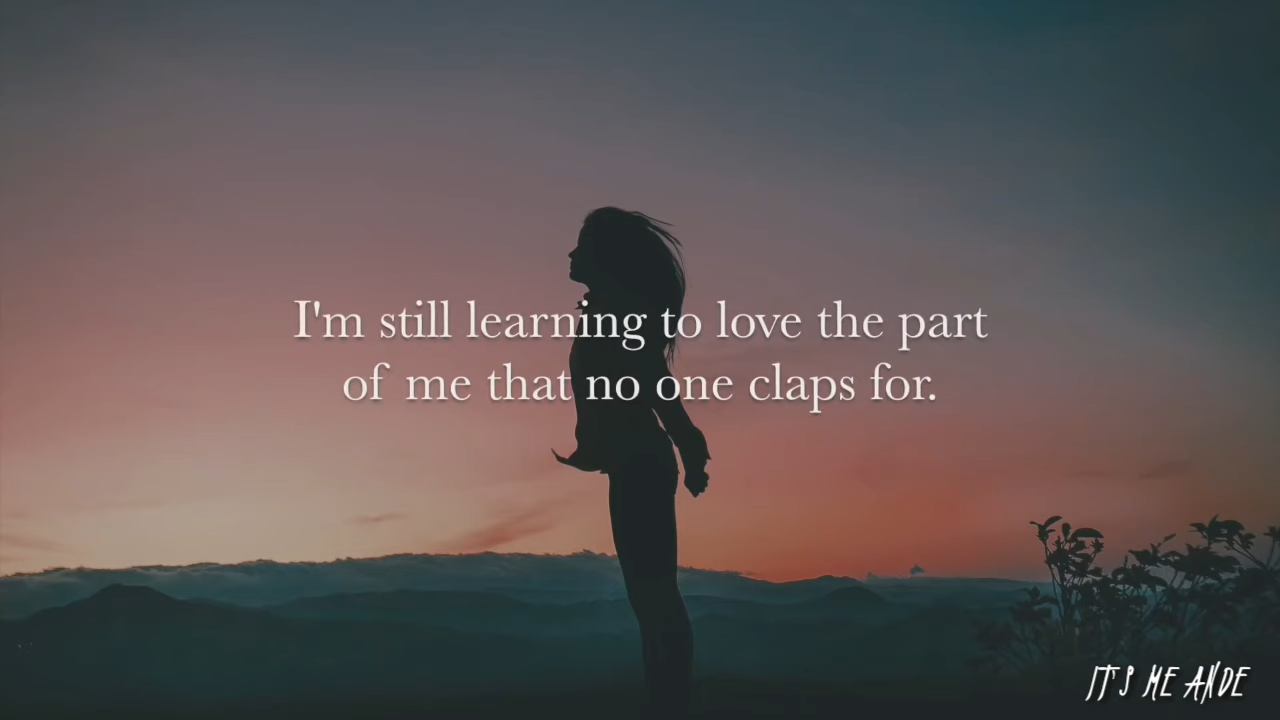 I'm still learning to love the part
of me that no one claps for.
IT'S ME ANDE